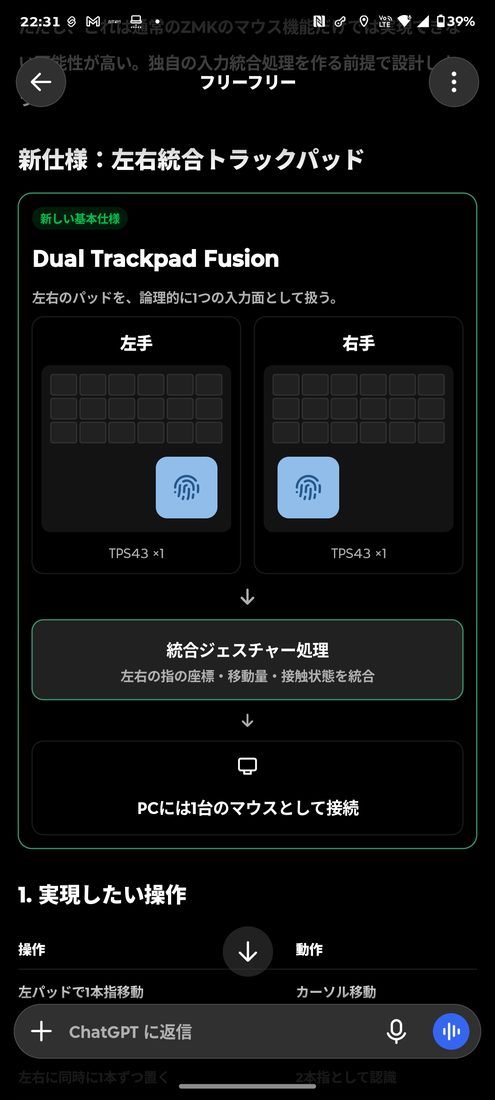 22:31
39%
ただし、これは通常のZMKのマウス機能だけでは実現できな
い可能性が高い。独自の入力統合処理を作る前提で設計し
フリーフリー
新仕様：左右統合トラックパッド
新しい基本仕様
Dual Trackpad Fusion
左右のパッドを、論理的に1つの入力面として扱う。
左手
右手
TPS43 ×1
TPS43 ×1
統合ジェスチャー処理
左右の指の座標・移動量・接触状態を統合
PCには1台のマウスとして接続
1. 実現したい操作
操作 動作
左パッドで1本指移動 カーソル移動
ChatGPT に返信
左右に同時に1本ずつ置く 2本指として認識